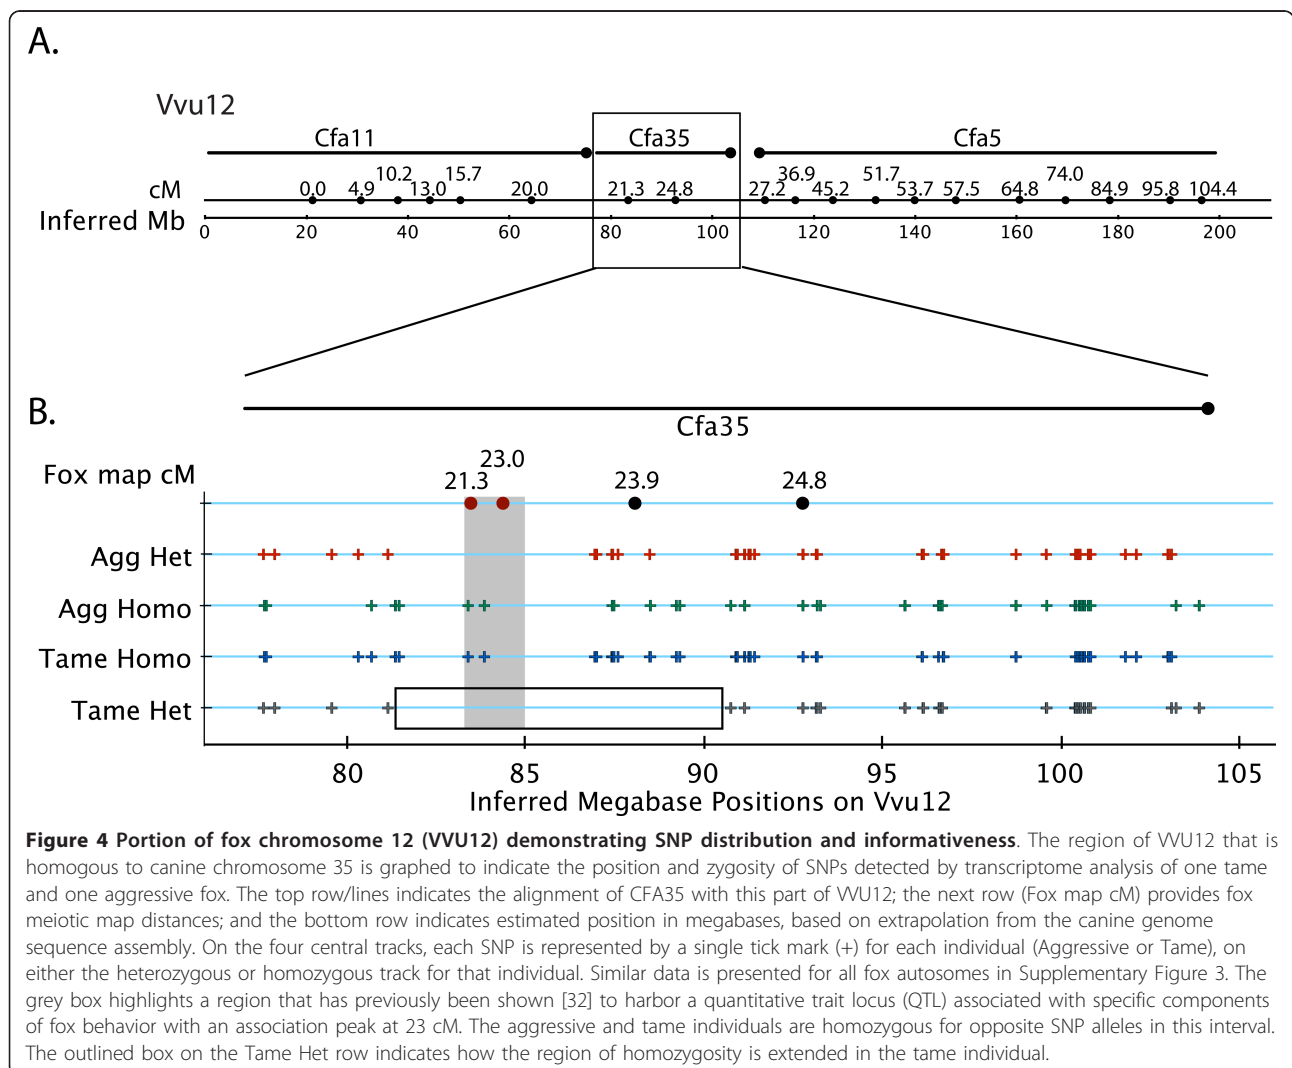 A.
Vvu12
Cfa11 Cfa35 Cfa5
cM 0.0 4.9 10.2 13.0 15.7 20.0 21.3 24.8 27.2 36.9 45.2 51.7 53.7 57.5 64.8 74.0 84.9 95.8 104.4
Inferred Mb
0 20 40 60 80 100 120 140 160 180 200
B.
Cfa35
Fox map cM 21.3 23.0 23.9 24.8
Agg Het
Agg Homo
Tame Homo
Tame Het
80 85 90 95 100 105
Inferred Megabase Positions on Vvu12
Figure 4 Portion of fox chromosome 12 (VVU12) demonstrating SNP distribution and informativeness. The region of VVU12 that is
homogous to canine chromosome 35 is graphed to indicate the position and zygosity of SNPs detected by transcriptome analysis of one tame
and one aggressive fox. The top row/lines indicates the alignment of CFA35 with this part of VVU12; the next row (Fox map cM) provides fox
meiotic map distances; and the bottom row indicates estimated position in megabases, based on extrapolation from the canine genome
sequence assembly. On the four central tracks, each SNP is represented by a single tick mark (+) for each individual (Aggressive or Tame), on
either the heterozygous or homozygous track for that individual. Similar data is presented for all fox autosomes in Supplementary Figure 3. The
grey box highlights a region that has previously been shown [32] to harbor a quantitative trait locus (QTL) associated with specific components
of fox behavior with an association peak at 23 cM. The aggressive and tame individuals are homozygous for opposite SNP alleles in this interval.
The outlined box on the Tame Het row indicates how the region of homozygosity is extended in the tame individual.